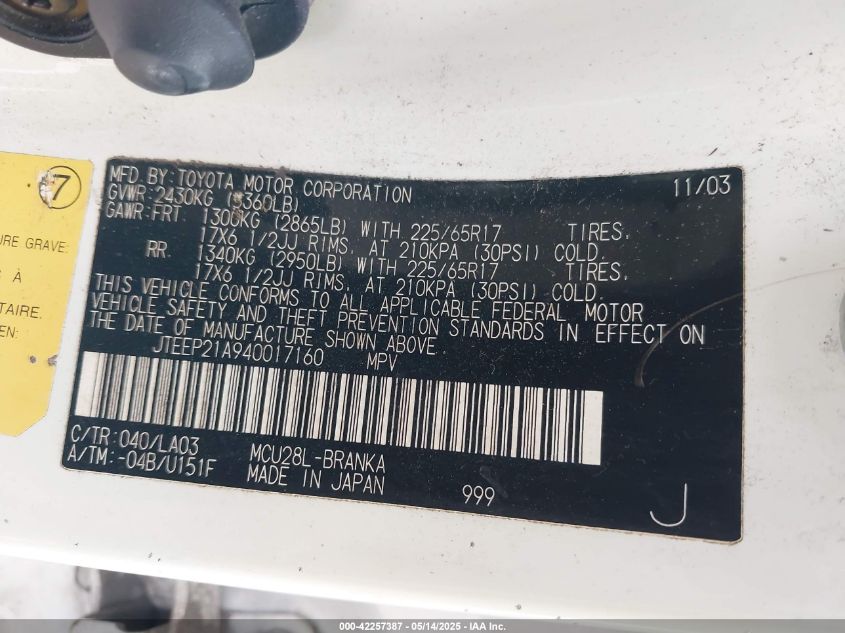 7
URE GRAVE:
S À
TAIRE.
EN:
MFD BY: TOYOTA MOTOR CORPORATION 11/03
GVWR: 2430KG (5360LB)
GAWR: FRT 1300KG (2865LB) WITH 225/65R17 TIRES,
17X6 1/2JJ RIMS, AT 210KPA (30PSI) COLD.
RR 1340KG (2950LB) WITH 225/65R17 TIRES,
17X6 1/2JJ RIMS, AT 210KPA (30PSI) COLD.
THIS VEHICLE CONFORMS TO ALL APPLICABLE FEDERAL MOTOR
VEHICLE SAFETY AND THEFT PREVENTION STANDARDS IN EFFECT ON
THE DATE OF MANUFACTURE SHOWN ABOVE.
JTEEP21A940017160 MPV
C/TR: 040/LA03 MCU28L-BRANKA
A/TM: -04B/U151F MADE IN JAPAN 999
J
000-42257387 - 05/14/2025 - IAA, Inc.